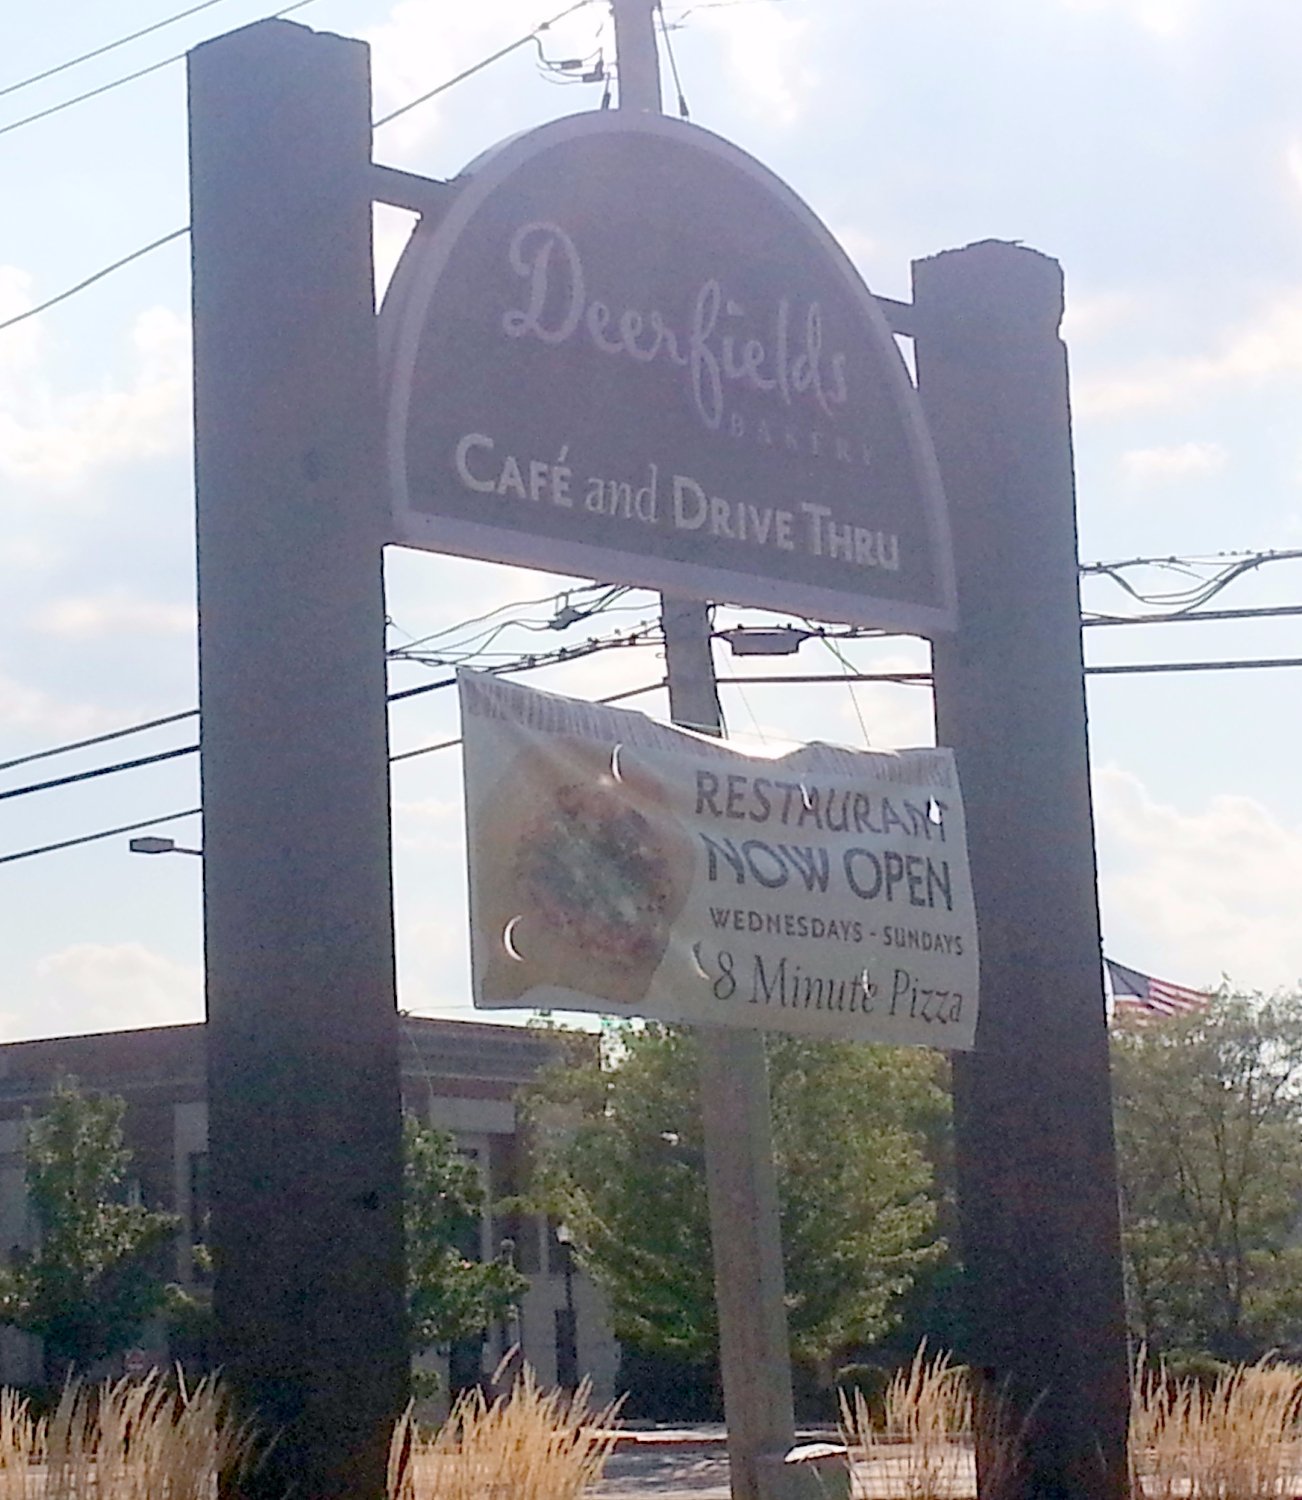 Deerfields
BAKERY
CAFÉ and DRIVE THRU
RESTAURANT
NOW OPEN
WEDNESDAYS - SUNDAYS
8 Minute Pizza